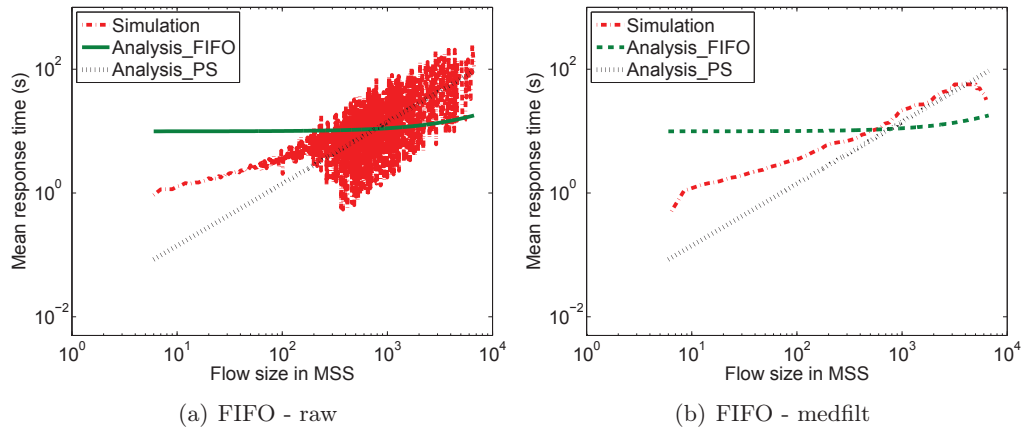 Simulation
Analysis_FIFO
Analysis_PS
Mean response time (s)
10^2
10^0
10^-2
10^0
10^1
10^2
10^3
10^4
Flow size in MSS
(a) FIFO - raw
Simulation
Analysis_FIFO
Analysis_PS
Mean response time (s)
10^2
10^0
10^-2
10^0
10^1
10^2
10^3
10^4
Flow size in MSS
(b) FIFO - medfilt